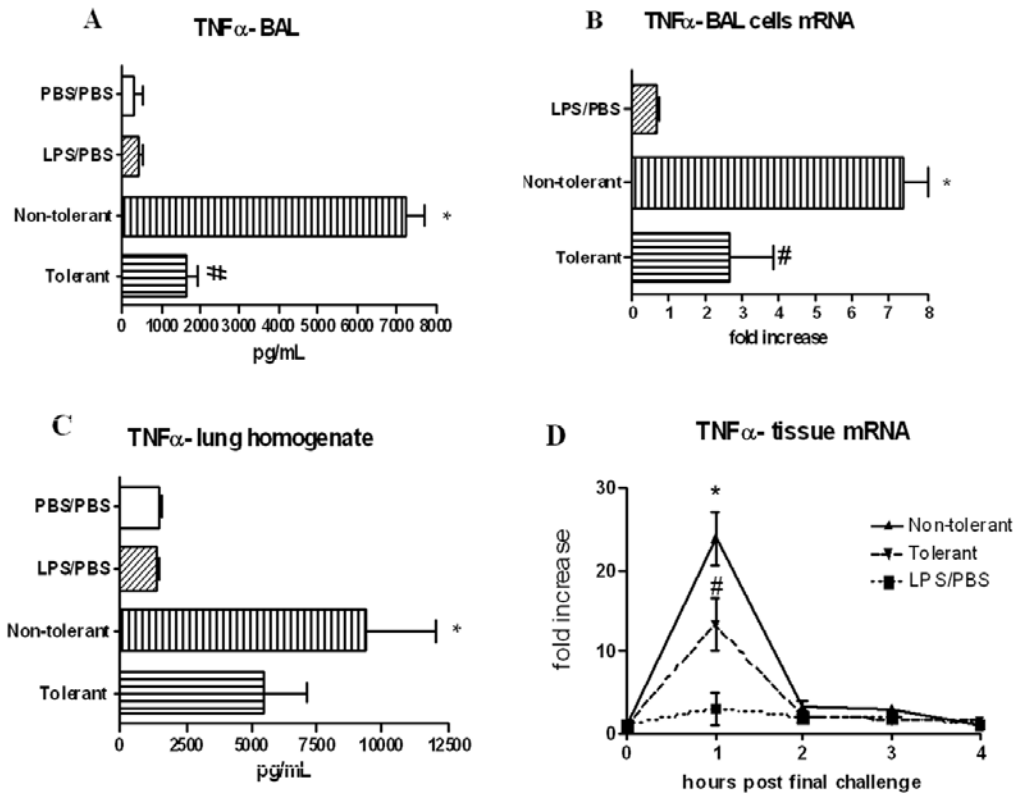 A
TNFα- BAL
PBS/PBS
LPS/PBS
Non-tolerant
*
Tolerant
#
0 1000 2000 3000 4000 5000 6000 7000 8000
pg/mL
B
TNFα- BAL cells mRNA
0 1 2 3 4 5 6 7 8
fold increase
LPS/PBS
Non-tolerant
*
Tolerant
#
C
TNFα- lung homogenate
PBS/PBS
LPS/PBS
Non-tolerant
*
Tolerant
0 2500 5000 7500 10000 12500
pg/mL
D
TNFα- tissue mRNA
fold increase
30
20
10
0
*
#
Non-tolerant
Tolerant
LPS/PBS
0 1 2 3 4
hours post final challenge